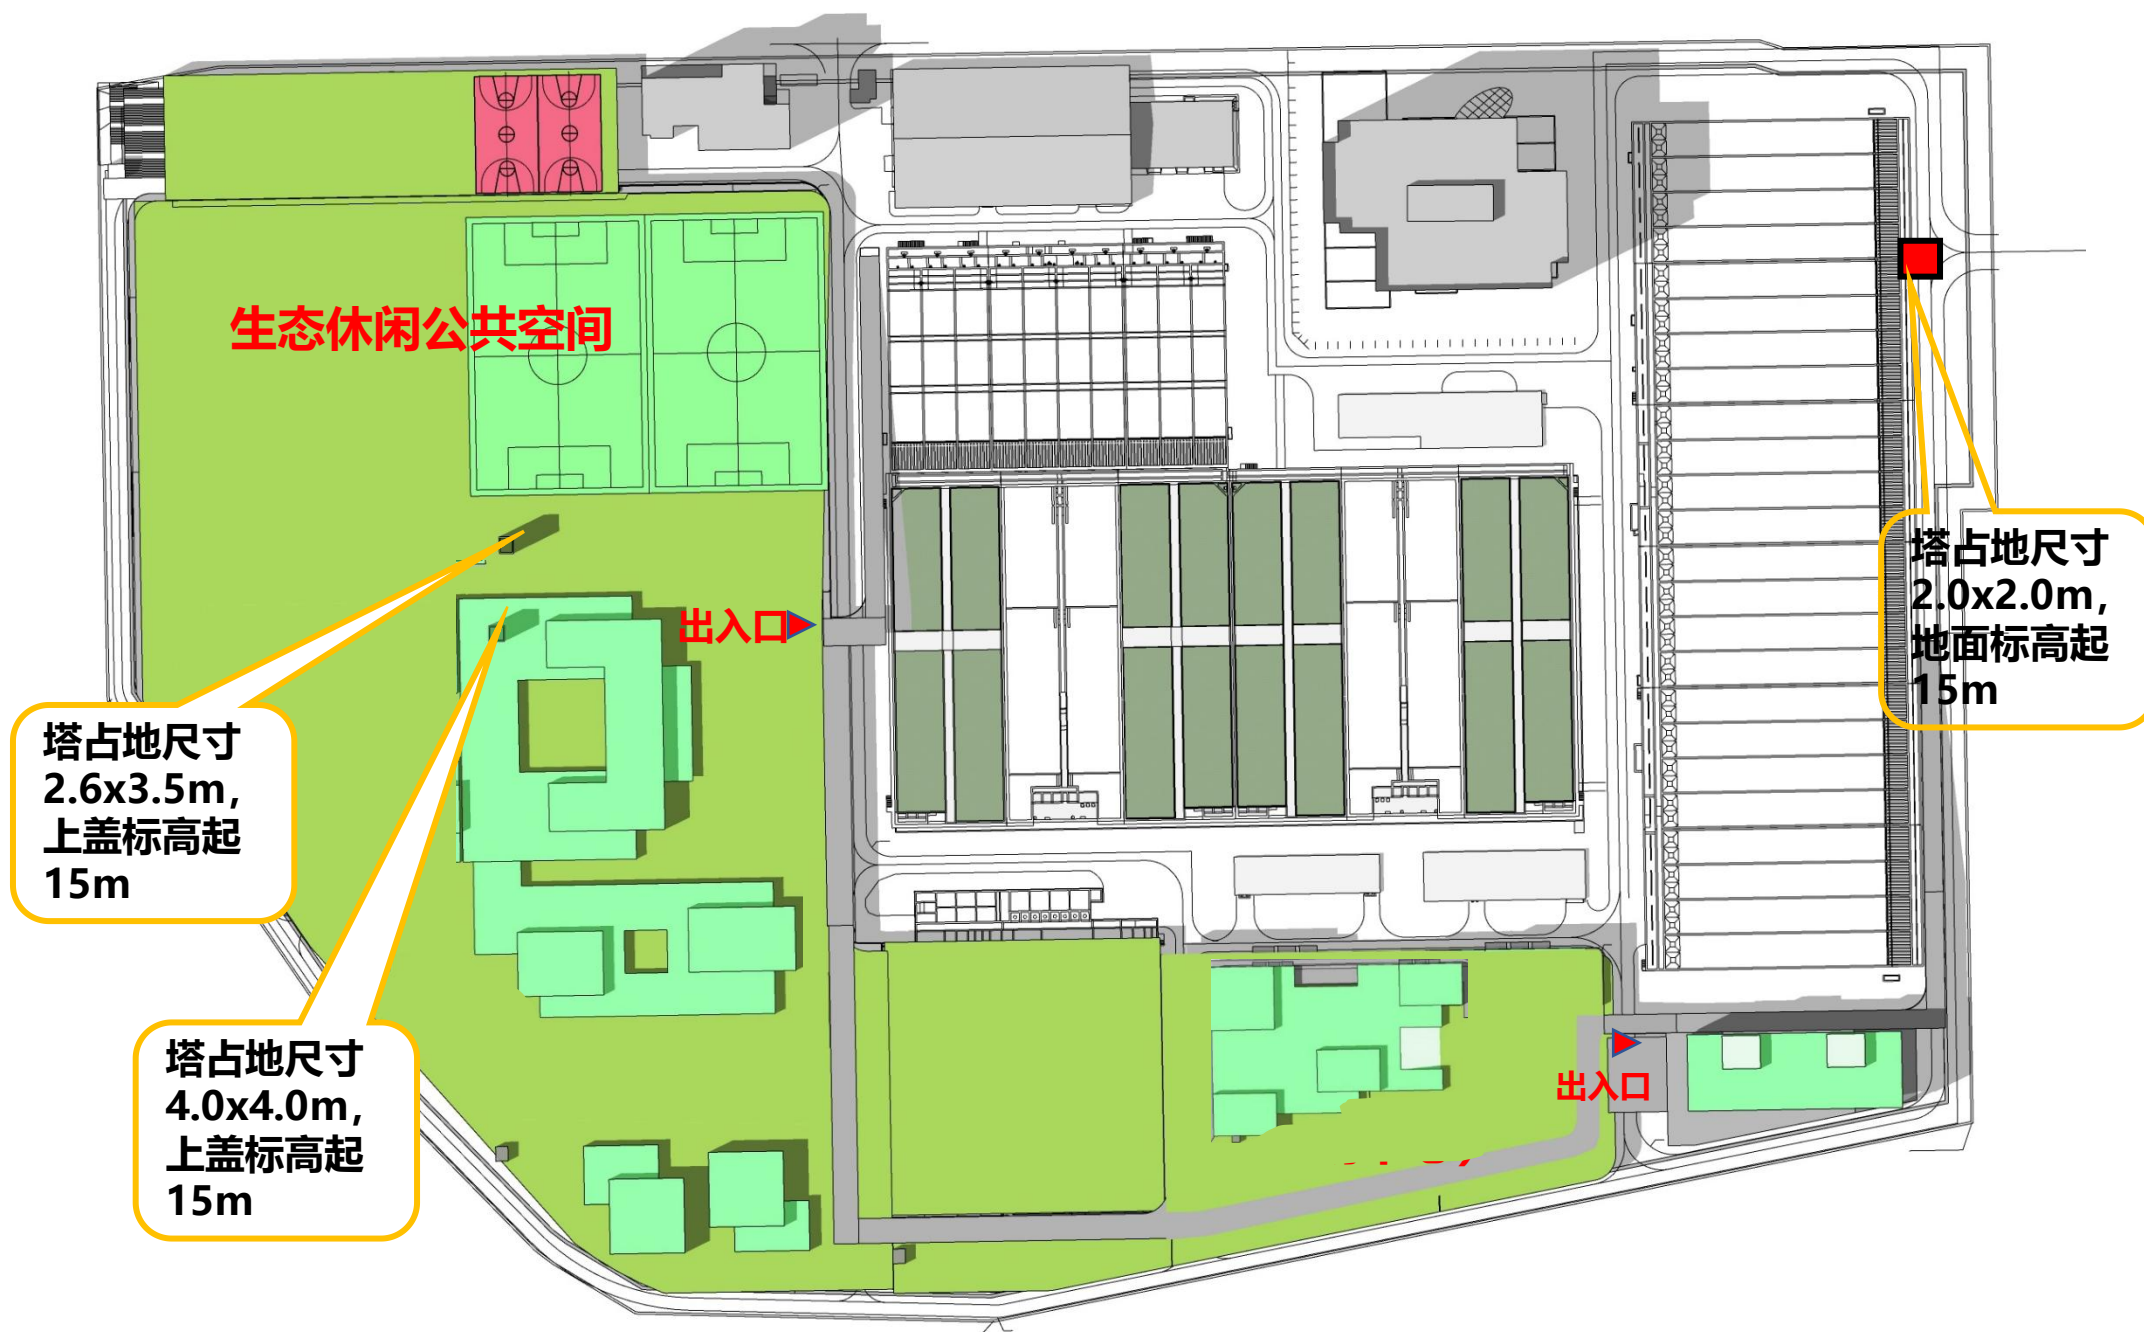 生态休闲公共空间
塔占地尺寸
2.0x2.0m,
地面标高起
15m
出入口
塔占地尺寸
2.6x3.5m,
上盖标高起
15m
塔占地尺寸
4.0x4.0m,
上盖标高起
15m
出入口